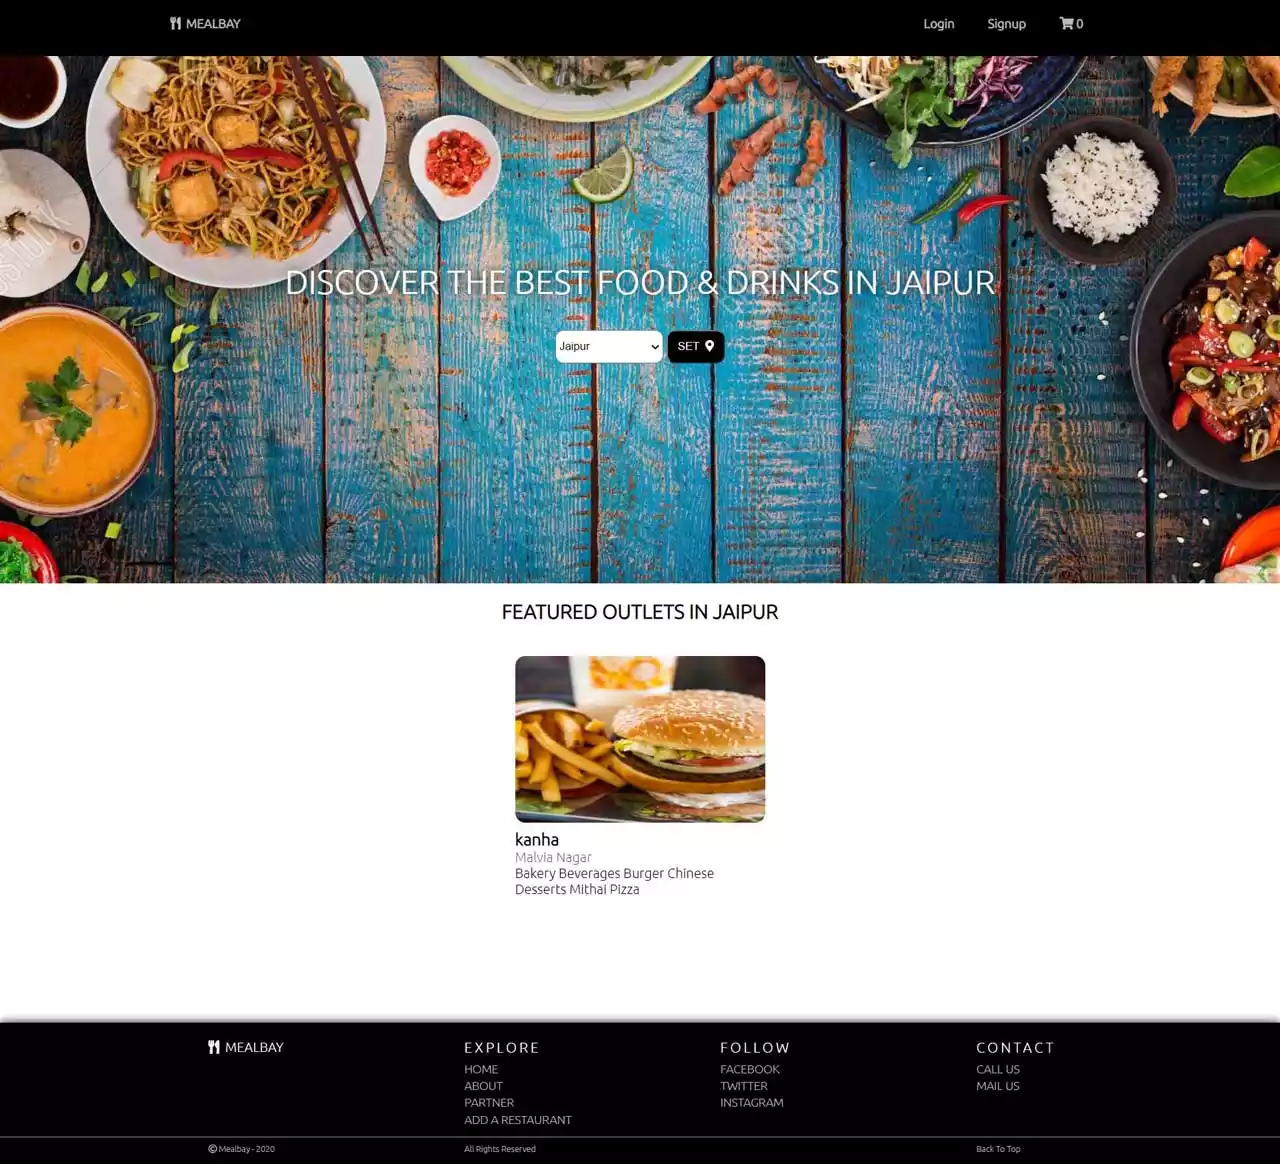 MEALBAY
Login
Signup
0
DISCOVER THE BEST FOOD & DRINKS IN JAIPUR
Jaipur
SET
FEATURED OUTLETS IN JAIPUR
kanha
Malvia Nagar
Bakery Beverages Burger Chinese
Desserts Mithai Pizza
MEALBAY
EXPLORE
HOME
ABOUT
PARTNER
ADD A RESTAURANT
FOLLOW
FACEBOOK
TWITTER
INSTAGRAM
CONTACT
CALL US
MAIL US
© Mealbay - 2020
All Rights Reserved
Back To Top